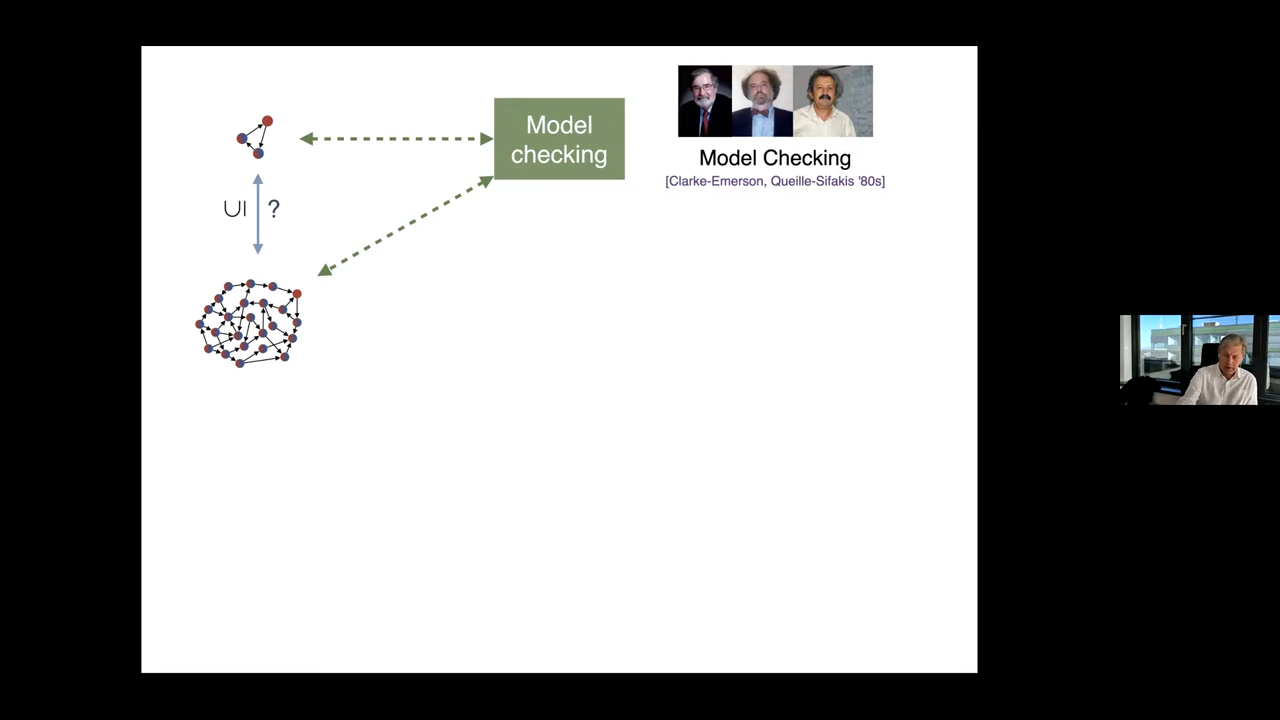 Model
checking
Model Checking
[Clarke-Emerson, Queille-Sifakis '80s]
UI ?